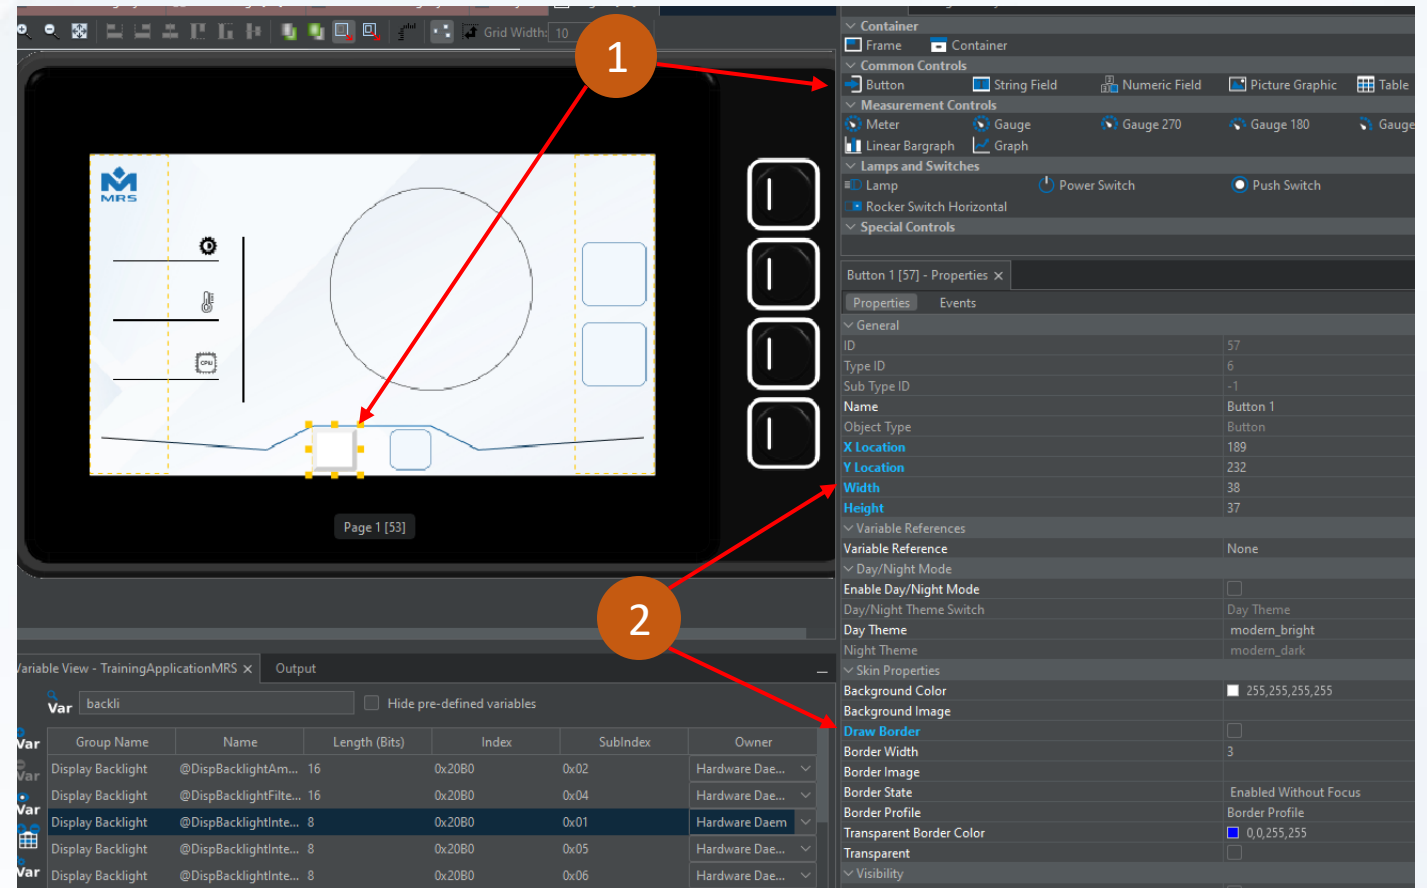 Grid Width: 10
1
MRS
CPU
Page 1 [53]
2
Variable View - TrainingApplicationMRS × Output
Var backli Hide pre-defined variables
Var
Var
Var
Var
Group Name Name Length (Bits) Index SubIndex Owner
Display Backlight @DispBacklightAm... 16 0x20B0 0x02 Hardware Dae...
Display Backlight @DispBacklightFilte... 16 0x20B0 0x04 Hardware Dae...
Display Backlight @DispBacklightInte... 8 0x20B0 0x01 Hardware Daem
Display Backlight @DispBacklightInte... 8 0x20B0 0x05 Hardware Dae...
Display Backlight @DispBacklightInte... 8 0x20B0 0x06 Hardware Dae...
Container
Frame Container
Common Controls
Button String Field Numeric Field Picture Graphic Table
Measurement Controls
Meter Gauge Gauge 270 Gauge 180 Gauge
Linear Bargraph Graph
Lamps and Switches
Lamp Power Switch Push Switch
Rocker Switch Horizontal
Special Controls
Button 1 [57] - Properties ×
Properties Events
General
ID 57
Type ID 6
Sub Type ID -1
Name Button 1
Object Type Button
X Location 189
Y Location 232
Width 38
Height 37
Variable References
Variable Reference None
Day/Night Mode
Enable Day/Night Mode
Day/Night Theme Switch Day Theme
Day Theme modern_bright
Night Theme modern_dark
Skin Properties
Background Color 255,255,255,255
Background Image
Draw Border
Border Width 3
Border Image
Border State Enabled Without Focus
Border Profile Border Profile
Transparent Border Color 0,0,255,255
Transparent
Visibility